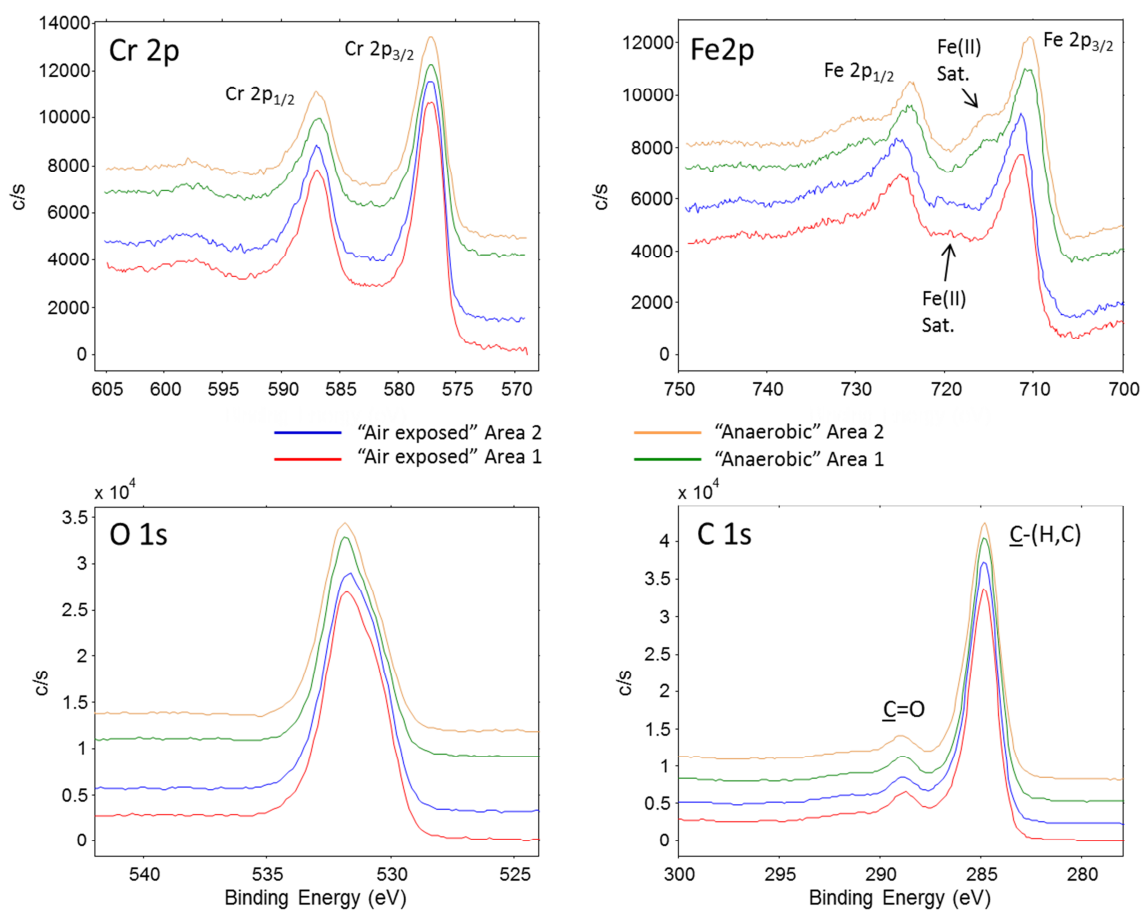 Cr 2p
Cr 2p1/2
Cr 2p3/2
14000
12000
10000
8000
6000
4000
2000
0
c/s
605 600 595 590 585 580 575 570
Fe2p
Fe 2p1/2
Fe(II)
Sat.
Fe 2p3/2
Fe(II)
Sat.
12000
10000
8000
6000
4000
2000
0
c/s
750 740 730 720 710 700
“Air exposed” Area 2
“Air exposed” Area 1
“Anaerobic” Area 2
“Anaerobic” Area 1
x 10^4
O 1s
3.5
3
2.5
2
1.5
1
0.5
0
c/s
540 535 530 525
Binding Energy (eV)
x 10^4
C 1s
C-(H,C)
C=O
4
3.5
3
2.5
2
1.5
1
0.5
0
c/s
300 295 290 285 280
Binding Energy (eV)